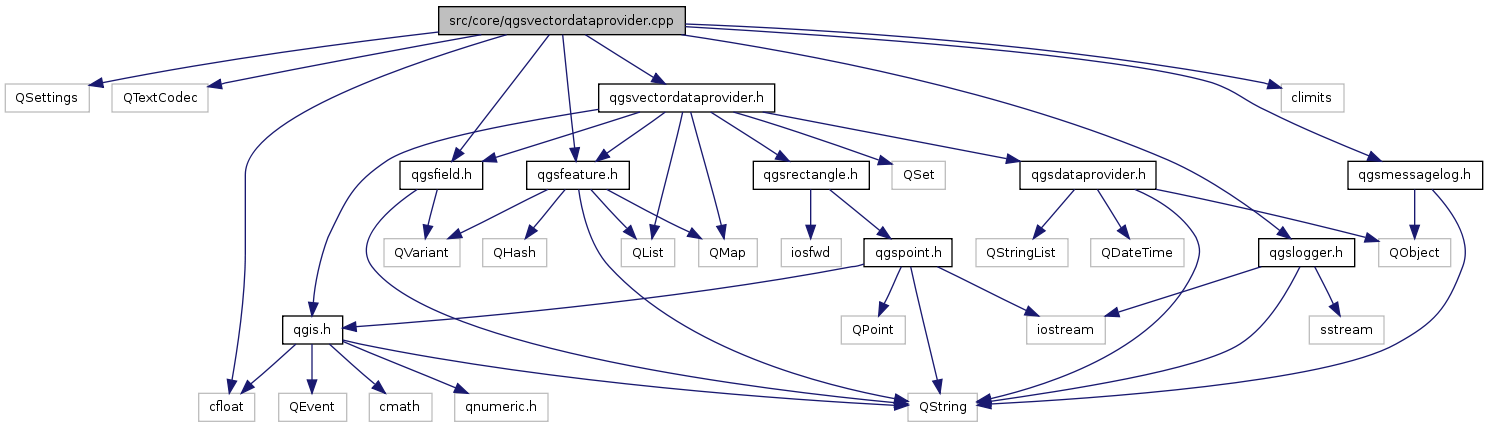 src/core/qgsvectordataprovider.cpp
QSettings
QTextCodec
qgsvectordataprovider.h
climits
qgsfield.h
qgsfeature.h
qgsrectangle.h
QSet
qgsdataprovider.h
qgsmessagelog.h
QVariant
QHash
QList
QMap
iosfwd
qgspoint.h
QStringList
QDateTime
qgslogger.h
QObject
qgis.h
QPoint
iostream
sstream
cfloat
QEvent
cmath
qnumeric.h
QString